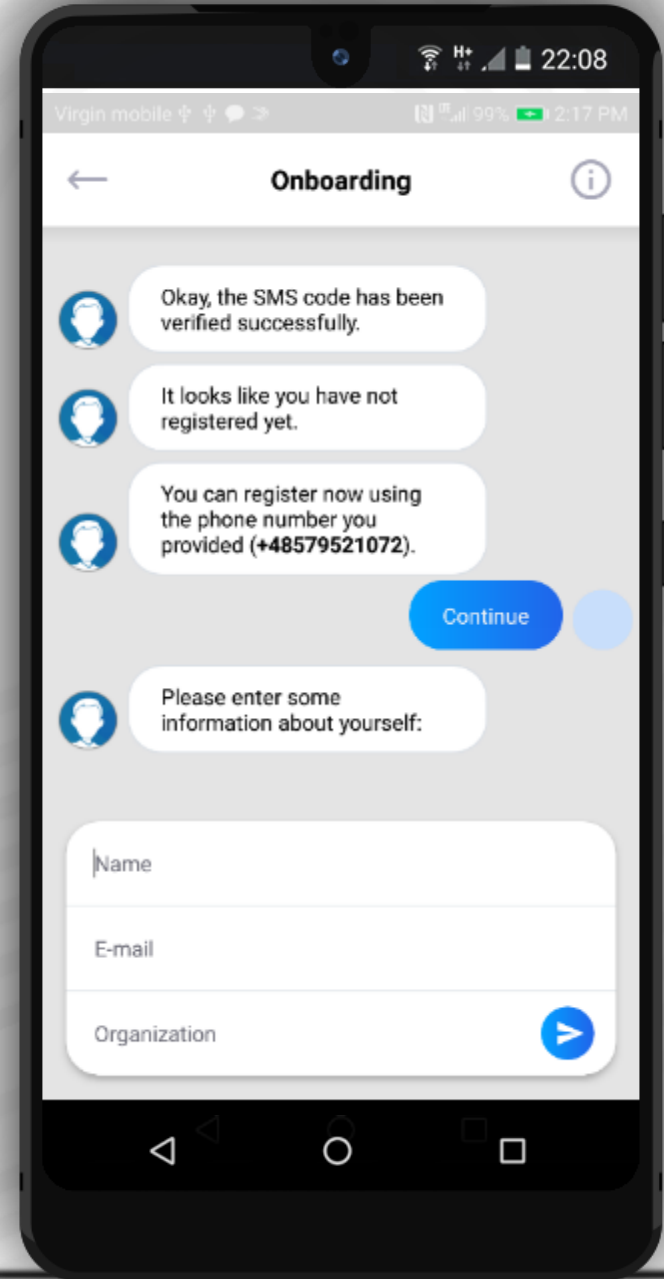 H+ 22:08
Virgin mobile 99% 2:17 PM
Onboarding
Okay, the SMS code has been
verified successfully.
It looks like you have not
registered yet.
You can register now using
the phone number you
provided (+48579521072).
Continue
Please enter some
information about yourself:
Name
E-mail
Organization